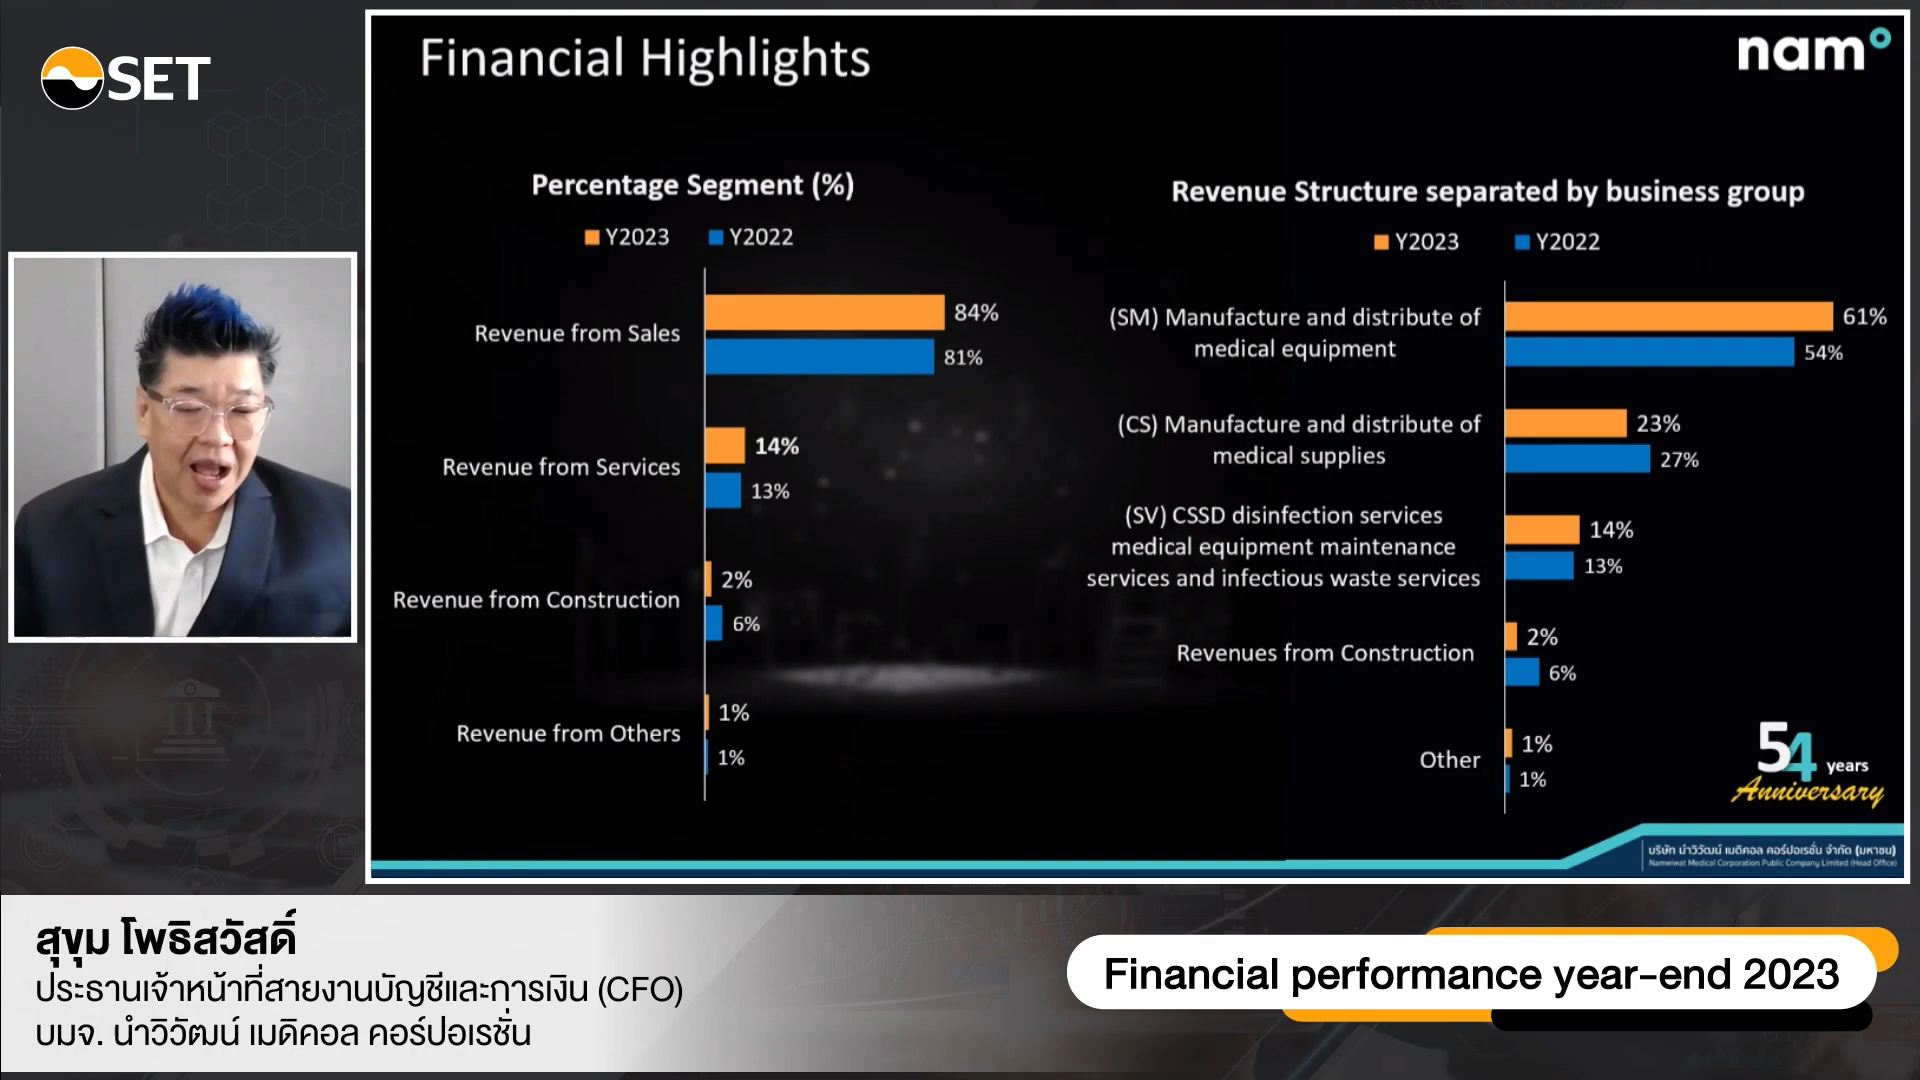 SET
Financial Highlights
nam
Percentage Segment (%)
Y2023 Y2022
Revenue from Sales
84%
81%
Revenue from Services
14%
13%
Revenue from Construction
2%
6%
Revenue from Others
1%
1%
Revenue Structure separated by business group
Y2023 Y2022
(SM) Manufacture and distribute of
medical equipment
61%
54%
(CS) Manufacture and distribute of
medical supplies
23%
27%
(SV) CSSD disinfection services
medical equipment maintenance
services and infectious waste services
14%
13%
Revenues from Construction
2%
6%
Other
1%
1%
54 years
Anniversary
บริษัท นำวิวัฒน์ เมดิคอล คอร์ปอเรชั่น จำกัด (มหาชน)
Namwiwat Medical Corporation Public Company Limited (Head Office)
สุขุม โพธิสวัสดิ์
ประธานเจ้าหน้าที่สายงานบัญชีและการเงิน (CFO)
บมจ. นำวิวัฒน์ เมดิคอล คอร์ปอเรชั่น
Financial performance year-end 2023